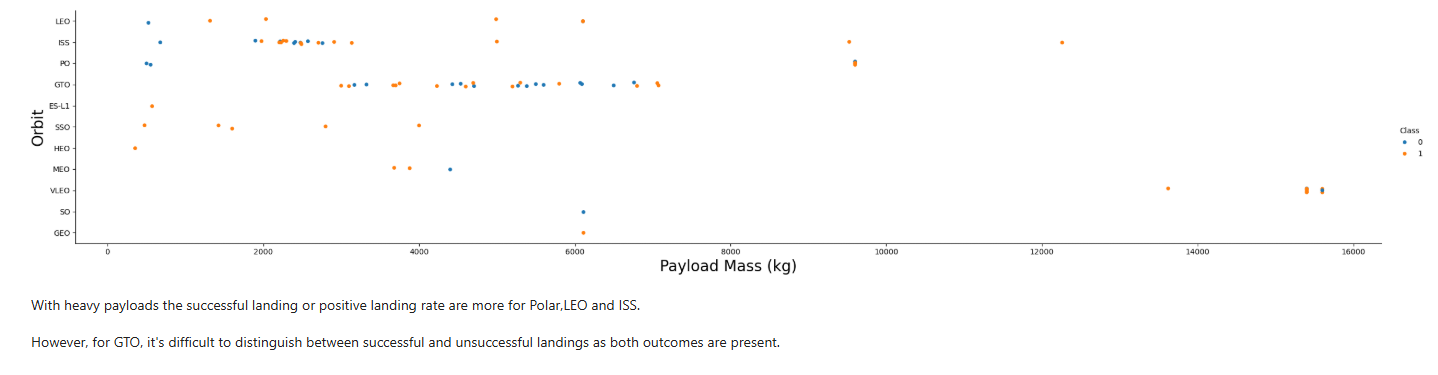 LEO
ISS
PO
GTO
ES-L1
SSO
HEO
MEO
VLEO
SO
GEO
Orbit
0 2000 4000 6000 8000 10000 12000 14000 16000
Payload Mass (kg)
Class
0
1
With heavy payloads the successful landing or positive landing rate are more for Polar,LEO and ISS.
However, for GTO, it's difficult to distinguish between successful and unsuccessful landings as both outcomes are present.